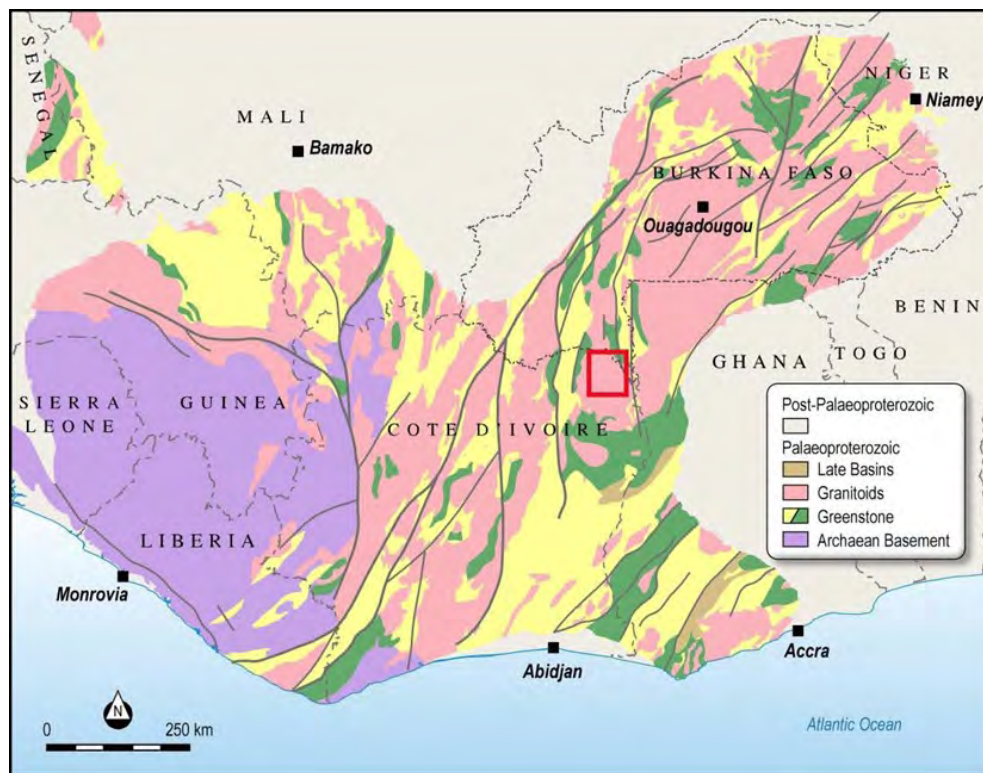 SENEGAL
MALI
Bamako
NIGER
Niamey
BURKINA FASO
Ouagadougou
BENIN
GHANA
TOGO
SIERRA
LEONE
GUINEA
COTE D'IVOIRE
LIBERIA
Monrovia
Abidjan
Accra
Post-Palaeoproterozoic
Palaeoproterozoic
Late Basins
Granitoids
Greenstone
Archaean Basement
N
0 250 km
Atlantic Ocean